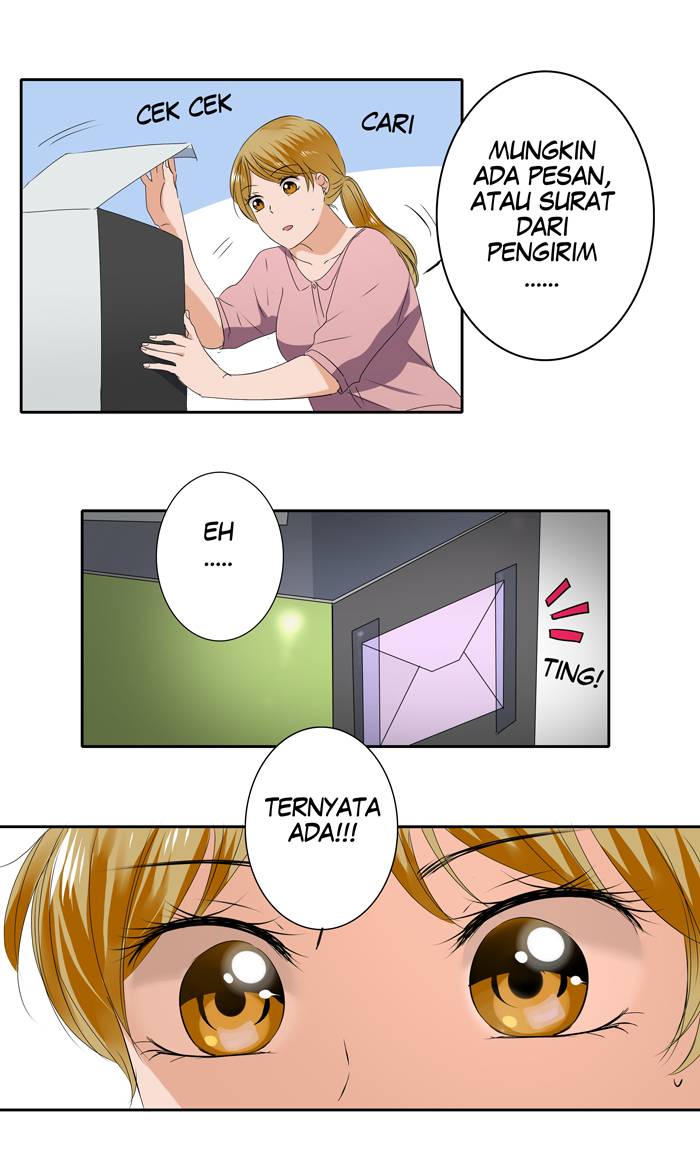 CEK CEK
CARI
MUNGKIN
ADA PESAN,
ATAU SURAT
DARI
PENGIRIM
......
EH
.....
TING!
TERNYATA
ADA!!!